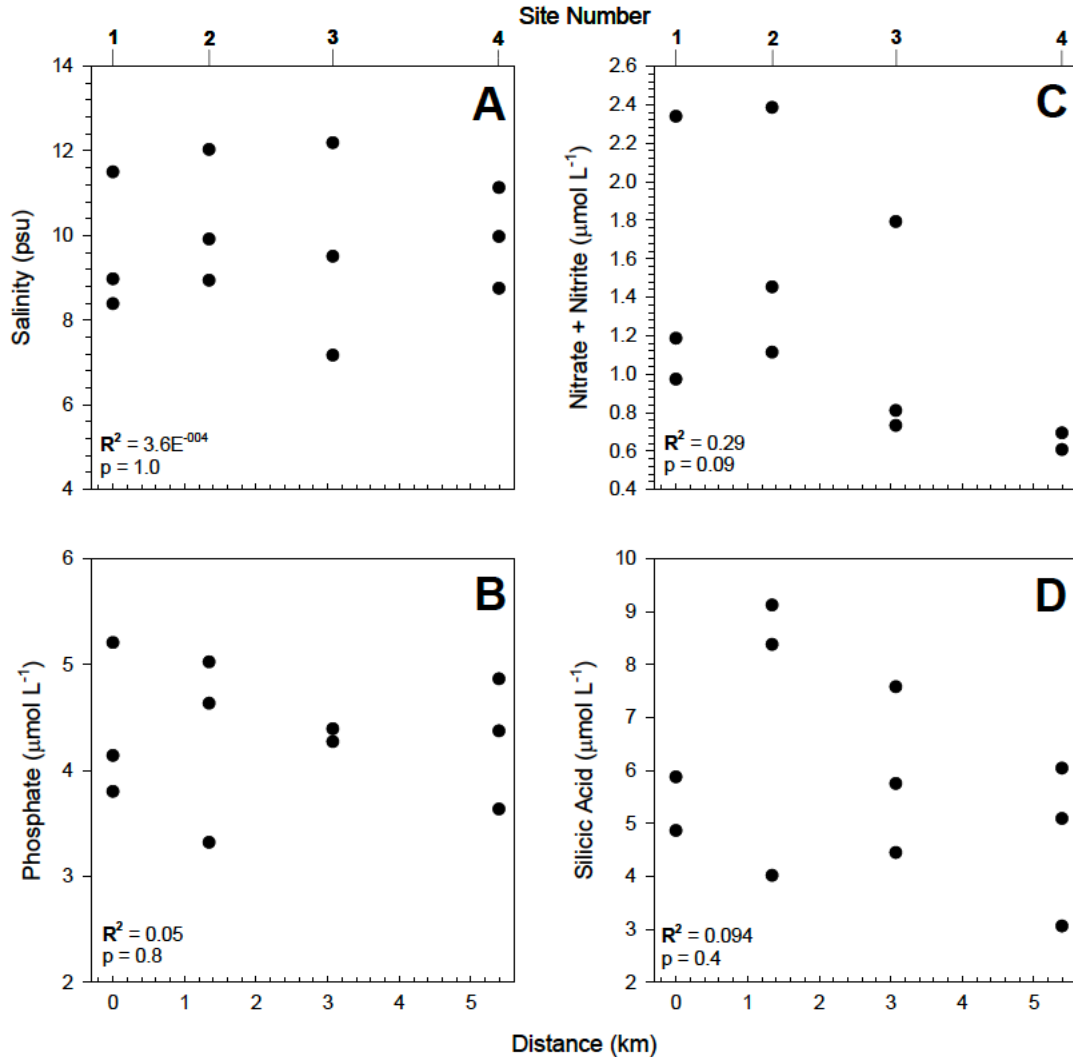 Site Number
1 2 3 4
1 2 3 4
A
Salinity (psu)
14
12
10
8
6
4
R² = 3.6E⁻⁰⁰⁴
p = 1.0
C
Nitrate + Nitrite (μmol L⁻¹)
2.6
2.4
2.2
2.0
1.8
1.6
1.4
1.2
1.0
0.8
0.6
0.4
R² = 0.29
p = 0.09
B
Phosphate (μmol L⁻¹)
6
5
4
3
2
R² = 0.05
p = 0.8
0 1 2 3 4 5
D
Silicic Acid (μmol L⁻¹)
10
9
8
7
6
5
4
3
2
R² = 0.094
p = 0.4
0 1 2 3 4 5
Distance (km)